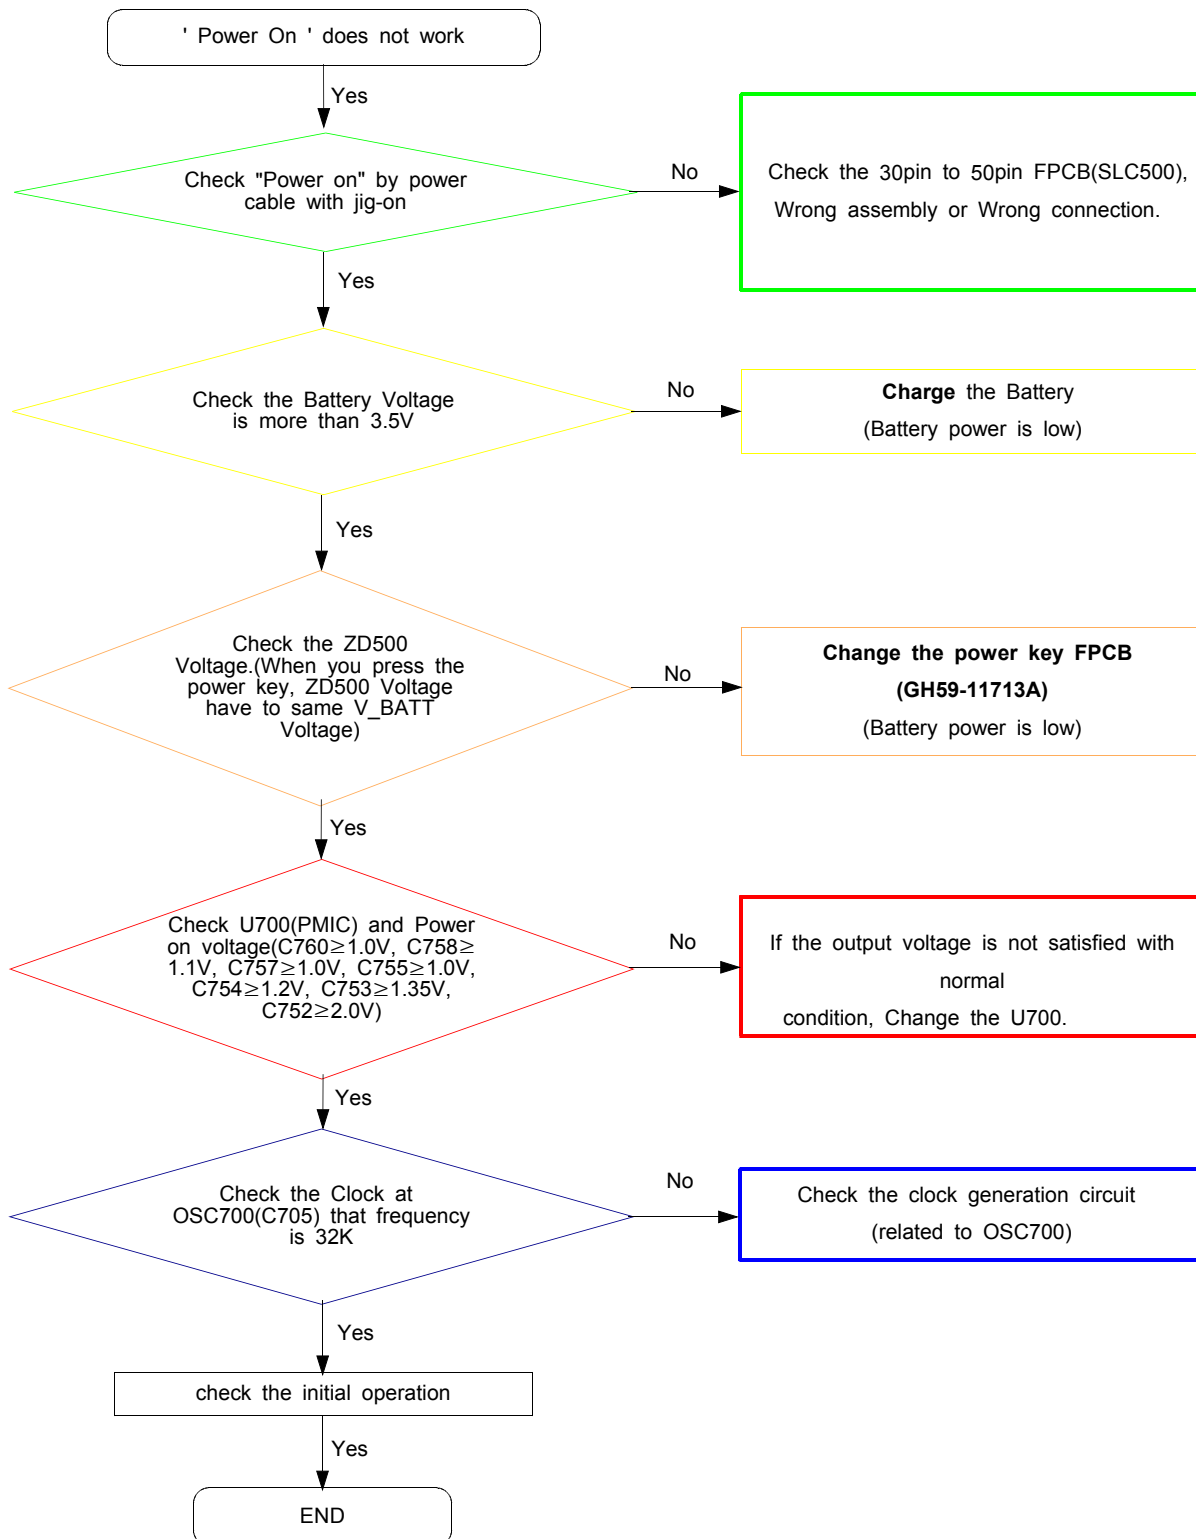 ' Power On ' does not work
Yes
Check "Power on" by power
cable with jig-on
No
Check the 30pin to 50pin FPCB(SLC500),
Wrong assembly or Wrong connection.
Yes
Check the Battery Voltage
is more than 3.5V
No
Charge the Battery
(Battery power is low)
Yes
Check the ZD500
Voltage.(When you press the
power key, ZD500 Voltage
have to same V_BATT
Voltage)
No
Change the power key FPCB
(GH59-11713A)
(Battery power is low)
Yes
Check U700(PMIC) and Power
on voltage(C760≥1.0V, C758≥
1.1V, C757≥1.0V, C755≥1.0V,
C754≥1.2V, C753≥1.35V,
C752≥2.0V)
No
If the output voltage is not satisfied with
normal
condition, Change the U700.
Yes
Check the Clock at
OSC700(C705) that frequency
is 32K
No
Check the clock generation circuit
(related to OSC700)
Yes
check the initial operation
Yes
END